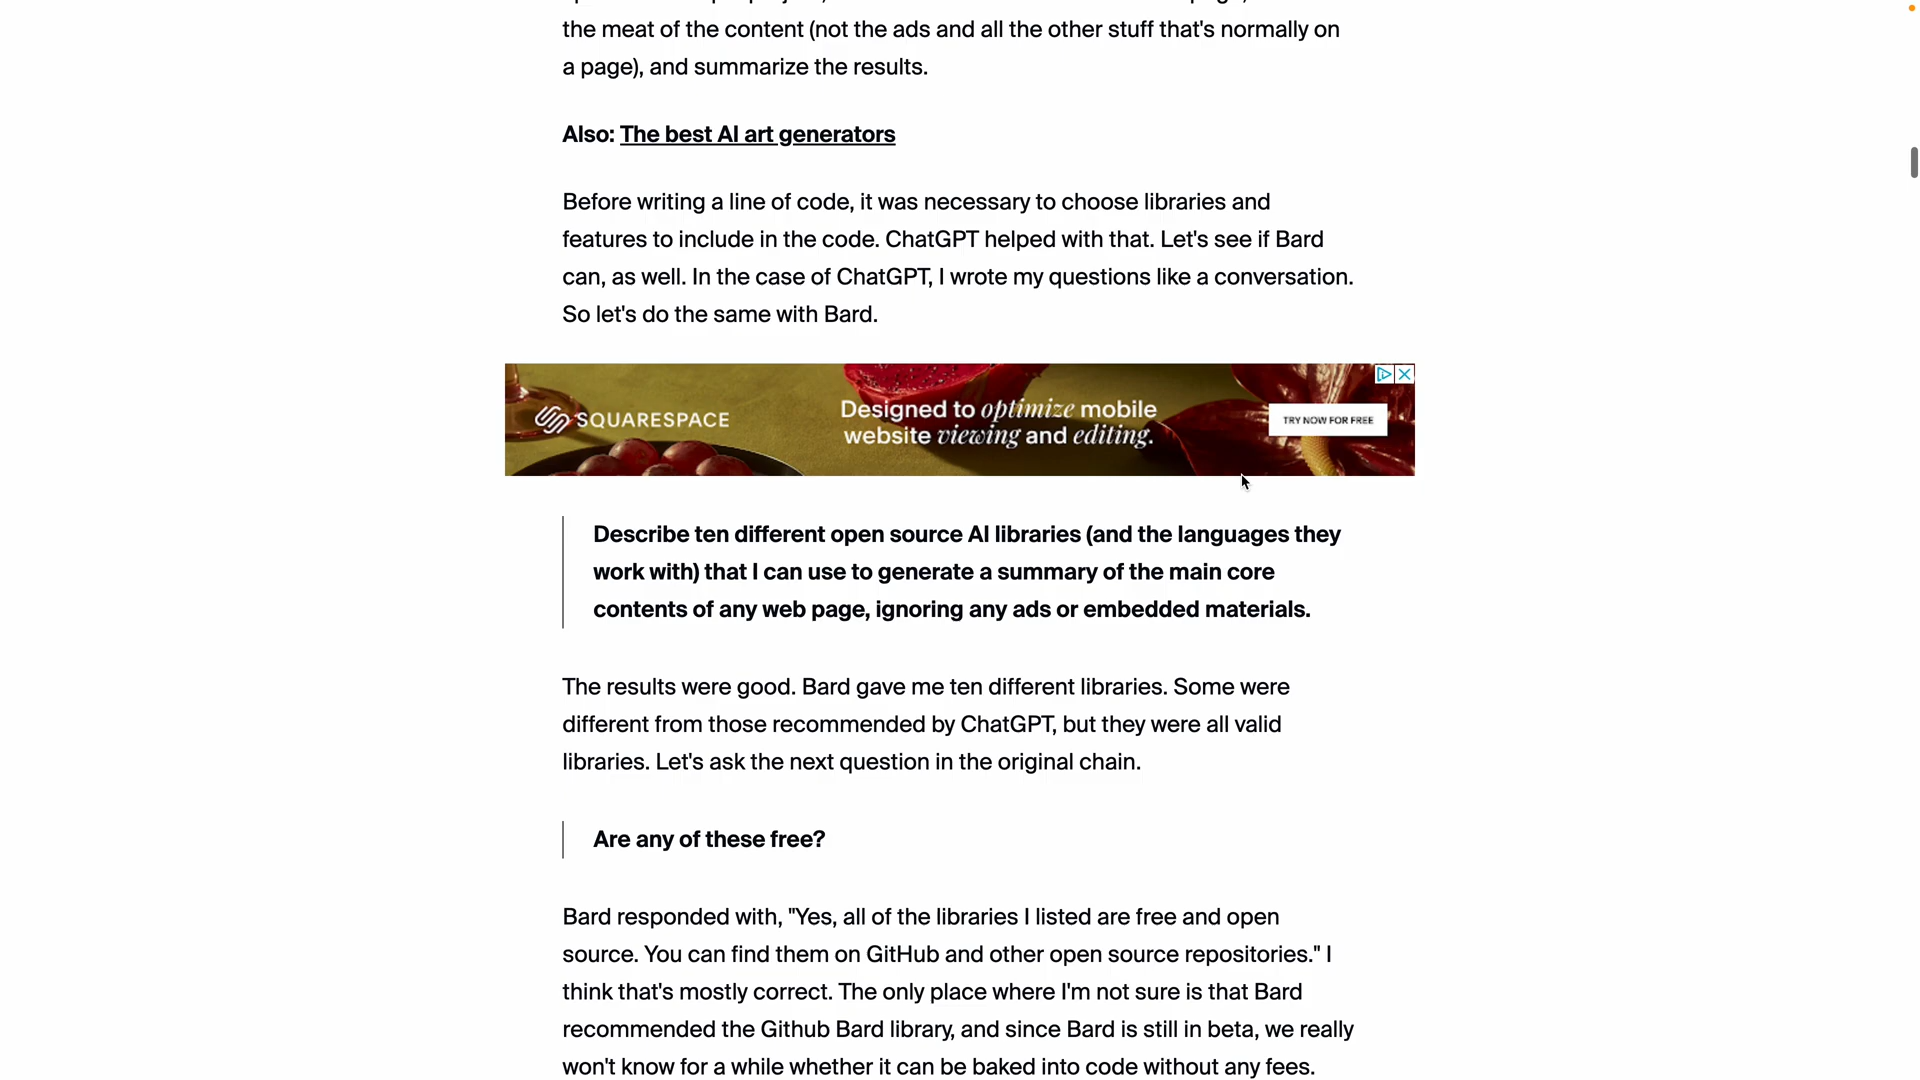 the meat of the content (not the ads and all the other stuff that's normally on
a page), and summarize the results.
Also: The best AI art generators
Before writing a line of code, it was necessary to choose libraries and
features to include in the code. ChatGPT helped with that. Let's see if Bard
can, as well. In the case of ChatGPT, I wrote my questions like a conversation.
So let's do the same with Bard.
SQUARESPACE
Designed to optimize mobile
website viewing and editing.
TRY NOW FOR FREE
Describe ten different open source AI libraries (and the languages they
work with) that I can use to generate a summary of the main core
contents of any web page, ignoring any ads or embedded materials.
The results were good. Bard gave me ten different libraries. Some were
different from those recommended by ChatGPT, but they were all valid
libraries. Let's ask the next question in the original chain.
Are any of these free?
Bard responded with, "Yes, all of the libraries I listed are free and open
source. You can find them on GitHub and other open source repositories." I
think that's mostly correct. The only place where I'm not sure is that Bard
recommended the Github Bard library, and since Bard is still in beta, we really
won't know for a while whether it can be baked into code without any fees.